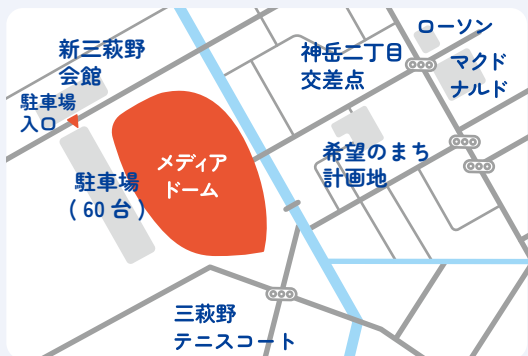 ローソン
新三萩野
会館
神岳二丁目
交差点
マクド
ナルド
駐車場
入口
希望のまち
計画地
メディア
ドーム
駐車場
( 60 台 )
三萩野
テニスコート